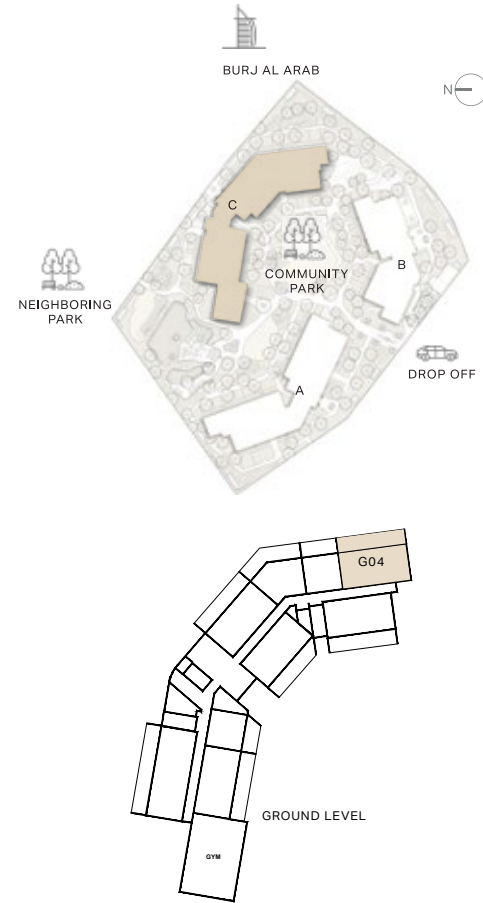 BURJ AL ARAB
N
C
COMMUNITY
PARK
B
NEIGHBORING
PARK
DROP OFF
A
G04
GROUND LEVEL
GYM